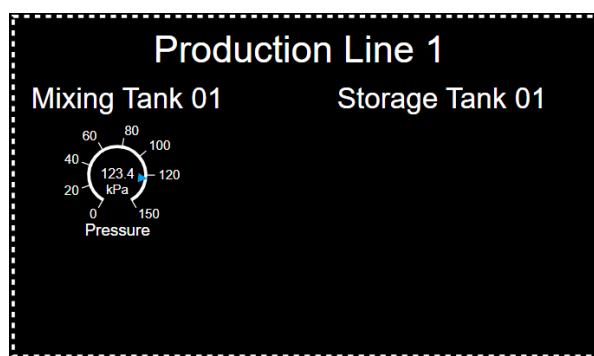 Production Line 1
Mixing Tank 01
Storage Tank 01
60
80
100
40
123.4
120
20
kPa
0
150
Pressure